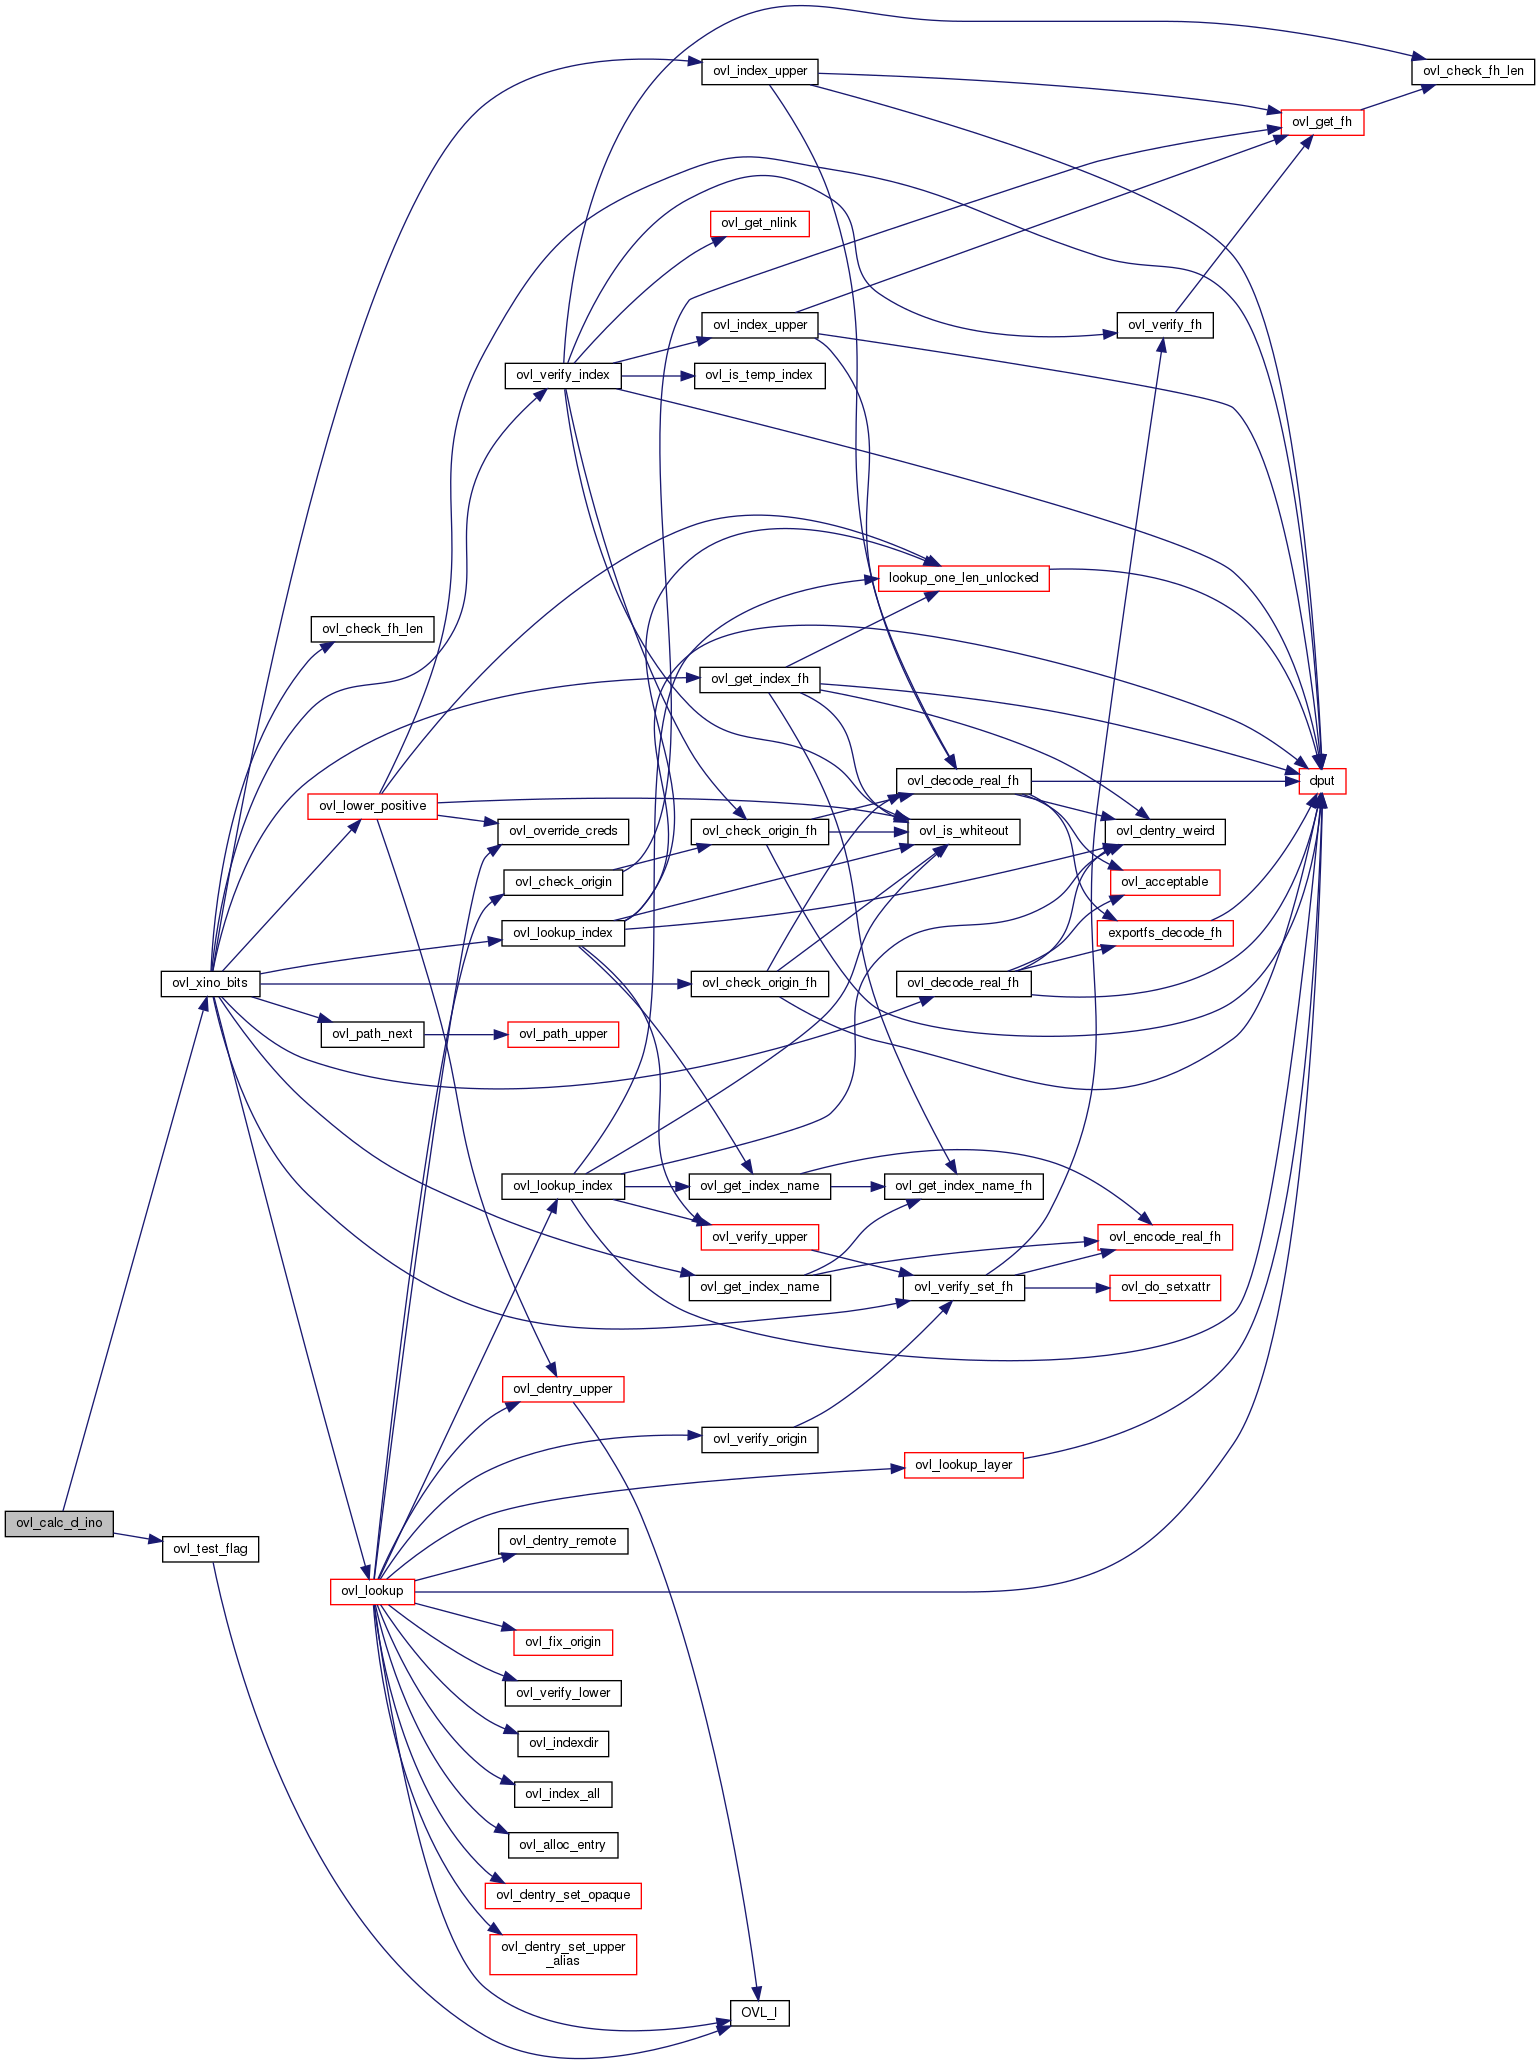 ovl_index_upper
ovl_check_fh_len
ovl_get_fh
ovl_get_nlink
ovl_index_upper
ovl_verify_fh
ovl_verify_index
ovl_is_temp_index
lookup_one_len_unlocked
ovl_check_fh_len
ovl_get_index_fh
ovl_decode_real_fh
dput
ovl_lower_positive
ovl_override_creds
ovl_check_origin_fh
ovl_is_whiteout
ovl_dentry_weird
ovl_check_origin
ovl_acceptable
ovl_lookup_index
exportfs_decode_fh
ovl_xino_bits
ovl_check_origin_fh
ovl_decode_real_fh
ovl_path_next
ovl_path_upper
ovl_lookup_index
ovl_get_index_name
ovl_get_index_name_fh
ovl_verify_upper
ovl_encode_real_fh
ovl_get_index_name
ovl_verify_set_fh
ovl_do_setxattr
ovl_dentry_upper
ovl_verify_origin
ovl_lookup_layer
ovl_calc_d_ino
ovl_test_flag
ovl_dentry_remote
ovl_lookup
ovl_fix_origin
ovl_verify_lower
ovl_indexdir
ovl_index_all
ovl_alloc_entry
ovl_dentry_set_opaque
ovl_dentry_set_upper
_alias
OVL_I